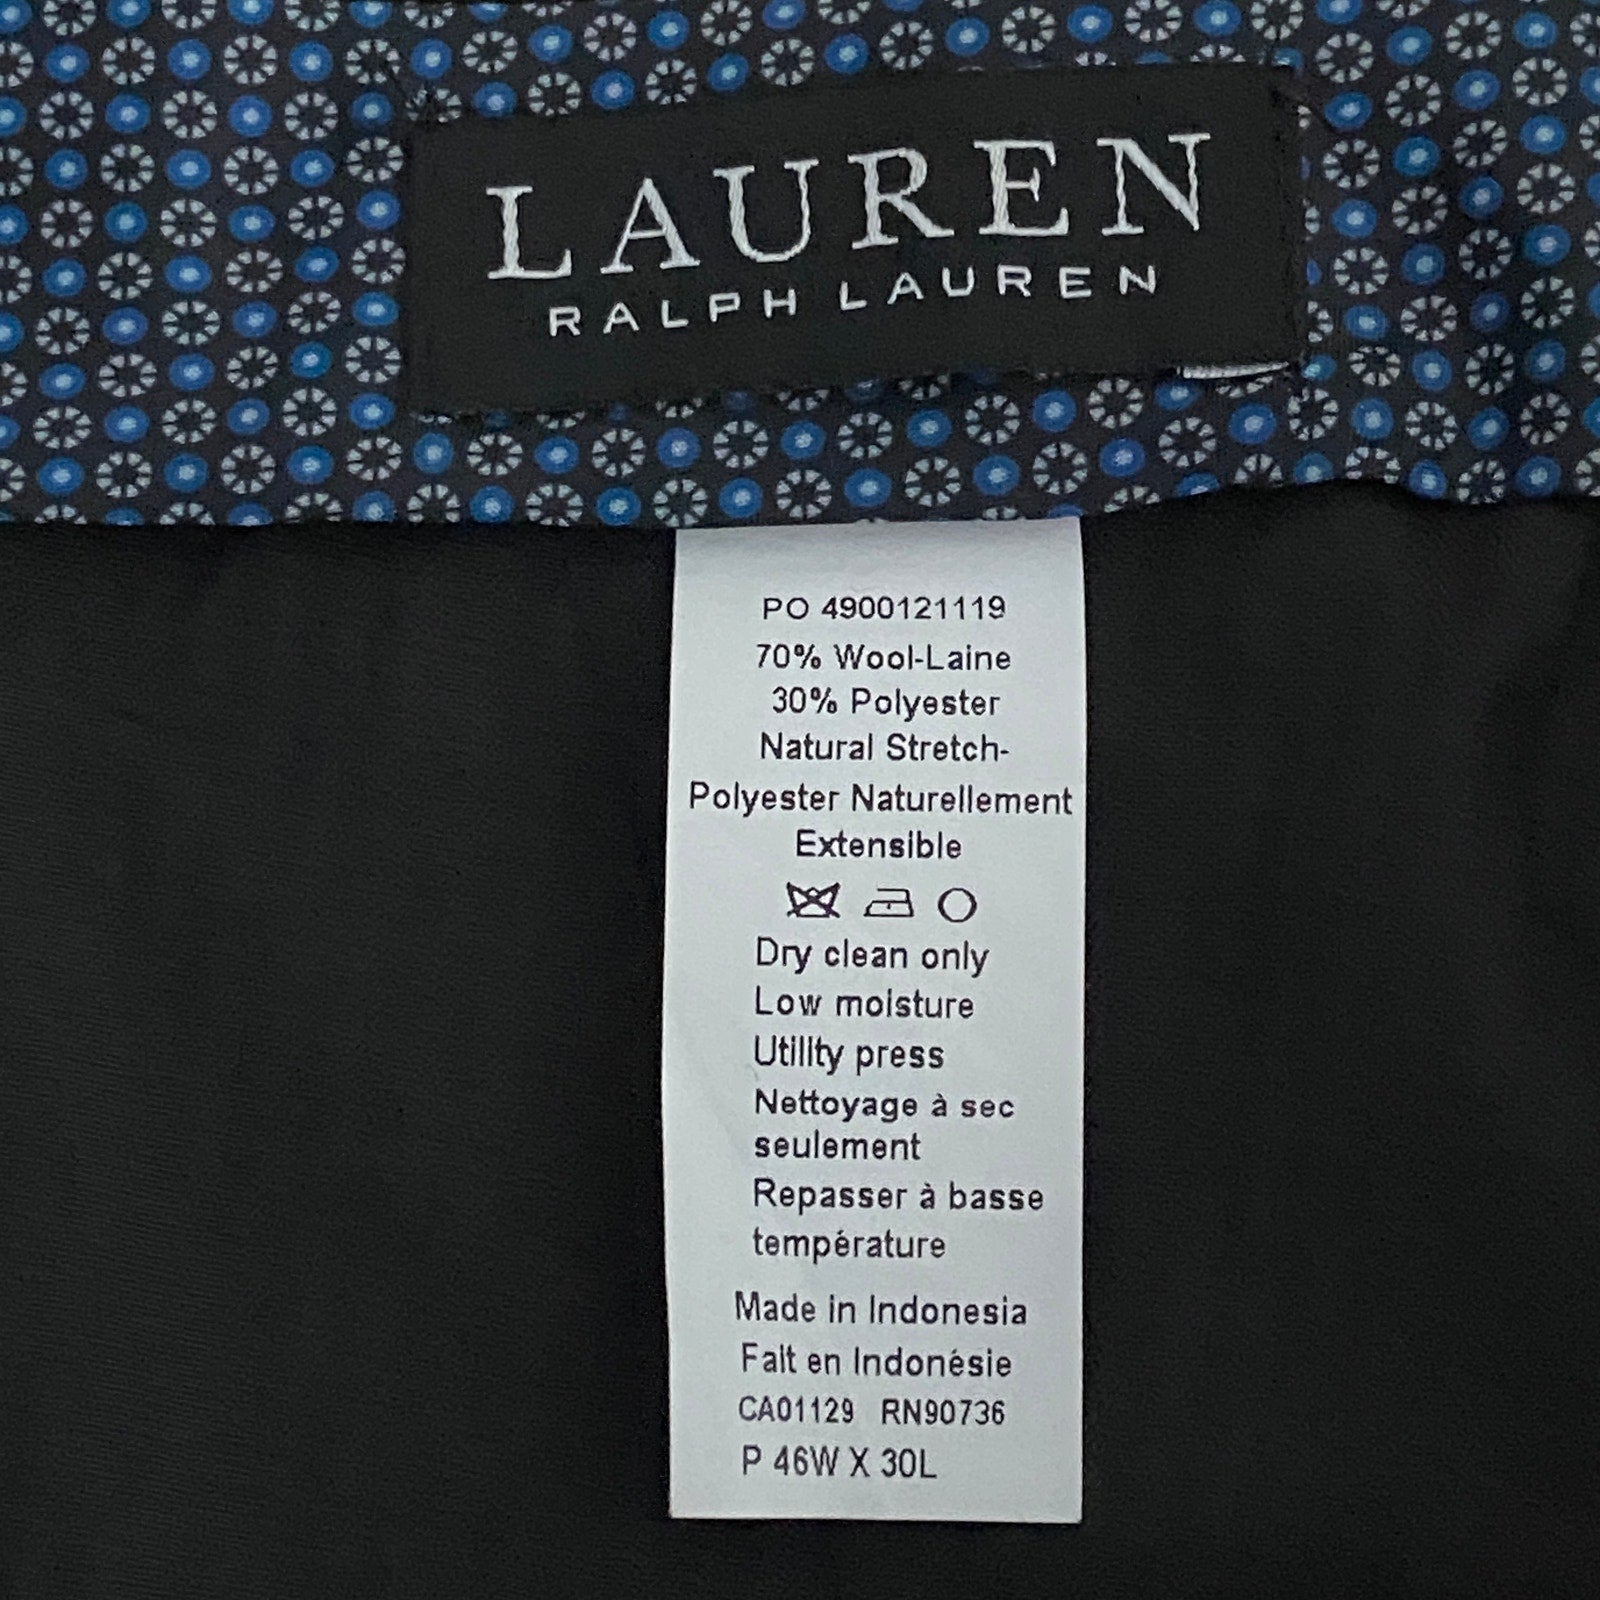 LAUREN
RALPH LAUREN
PO 4900121119
70% Wool-Laine
30% Polyester
Natural Stretch-
Polyester Naturellement
Extensible
Dry clean only
Low moisture
Utility press
Nettoyage à sec
seulement
Repasser à basse
température
Made in Indonesia
Fait en Indonésie
CA01129 RN90736
P 46W X 30L